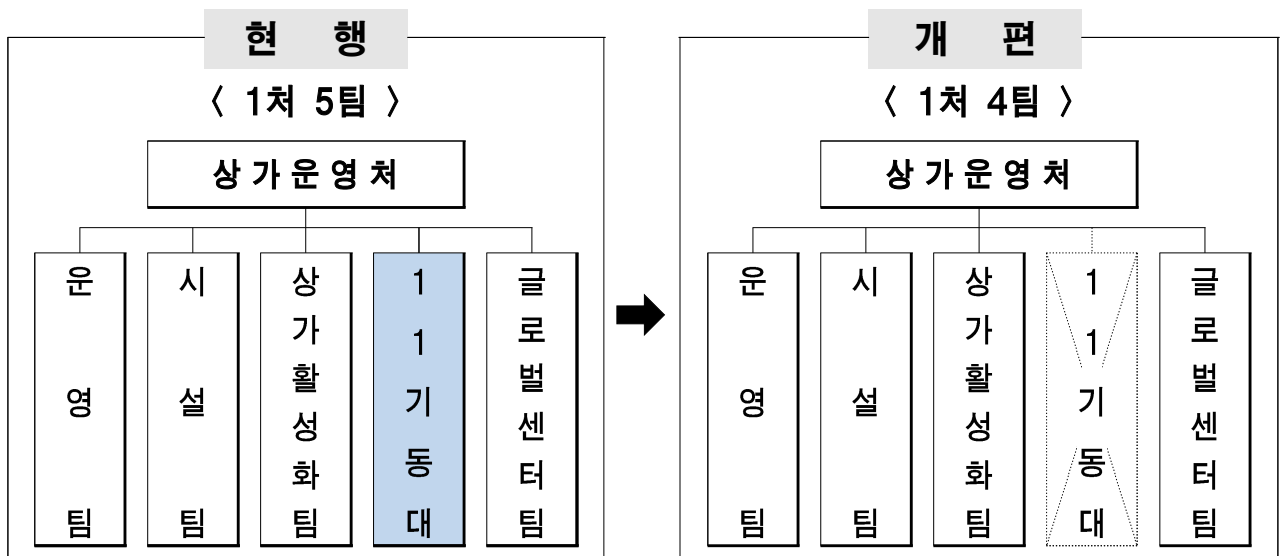 현 행
〈 1처 5팀 〉
상가운영처
운영팀
시설팀
상가활성화팀
11기동대
글로벌센터팀
개 편
〈 1처 4팀 〉
상가운영처
운영팀
시설팀
상가활성화팀
11기동대
글로벌센터팀